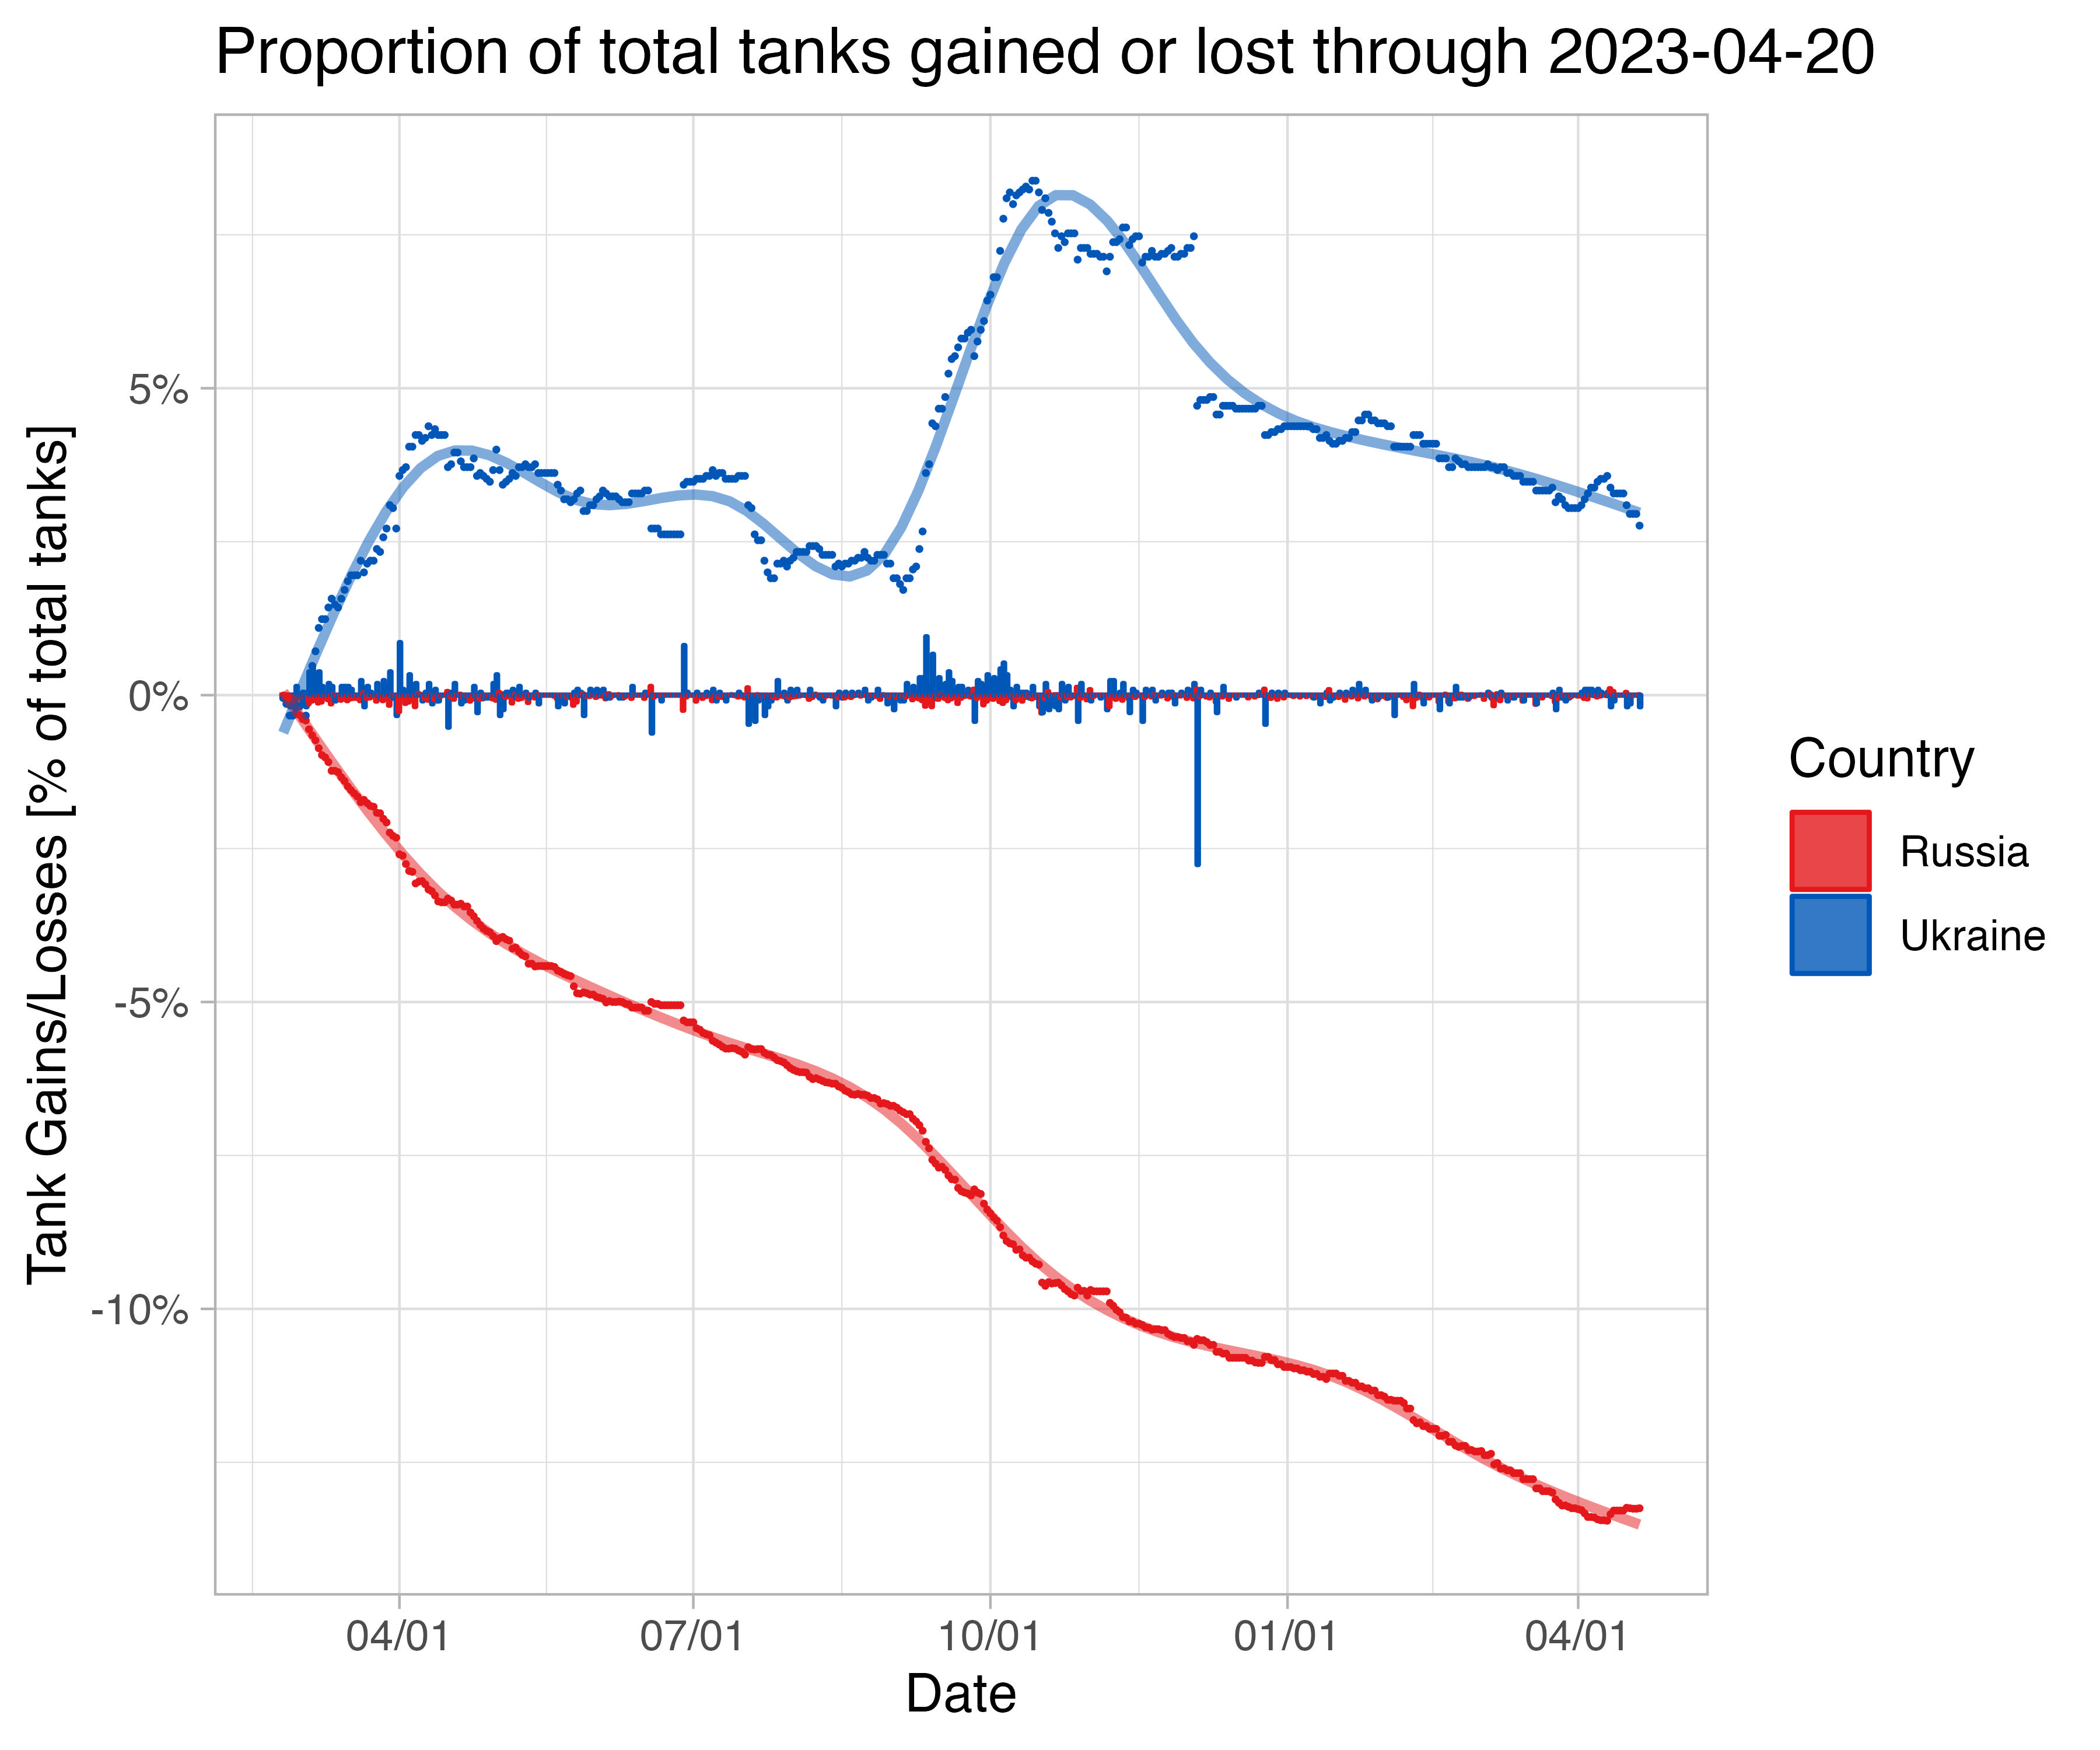 Proportion of total tanks gained or lost through 2023-04-20
Tank Gains/Losses [% of total tanks]
5%
0%
-5%
-10%
04/01
07/01
10/01
01/01
04/01
Date
Country
Russia
Ukraine